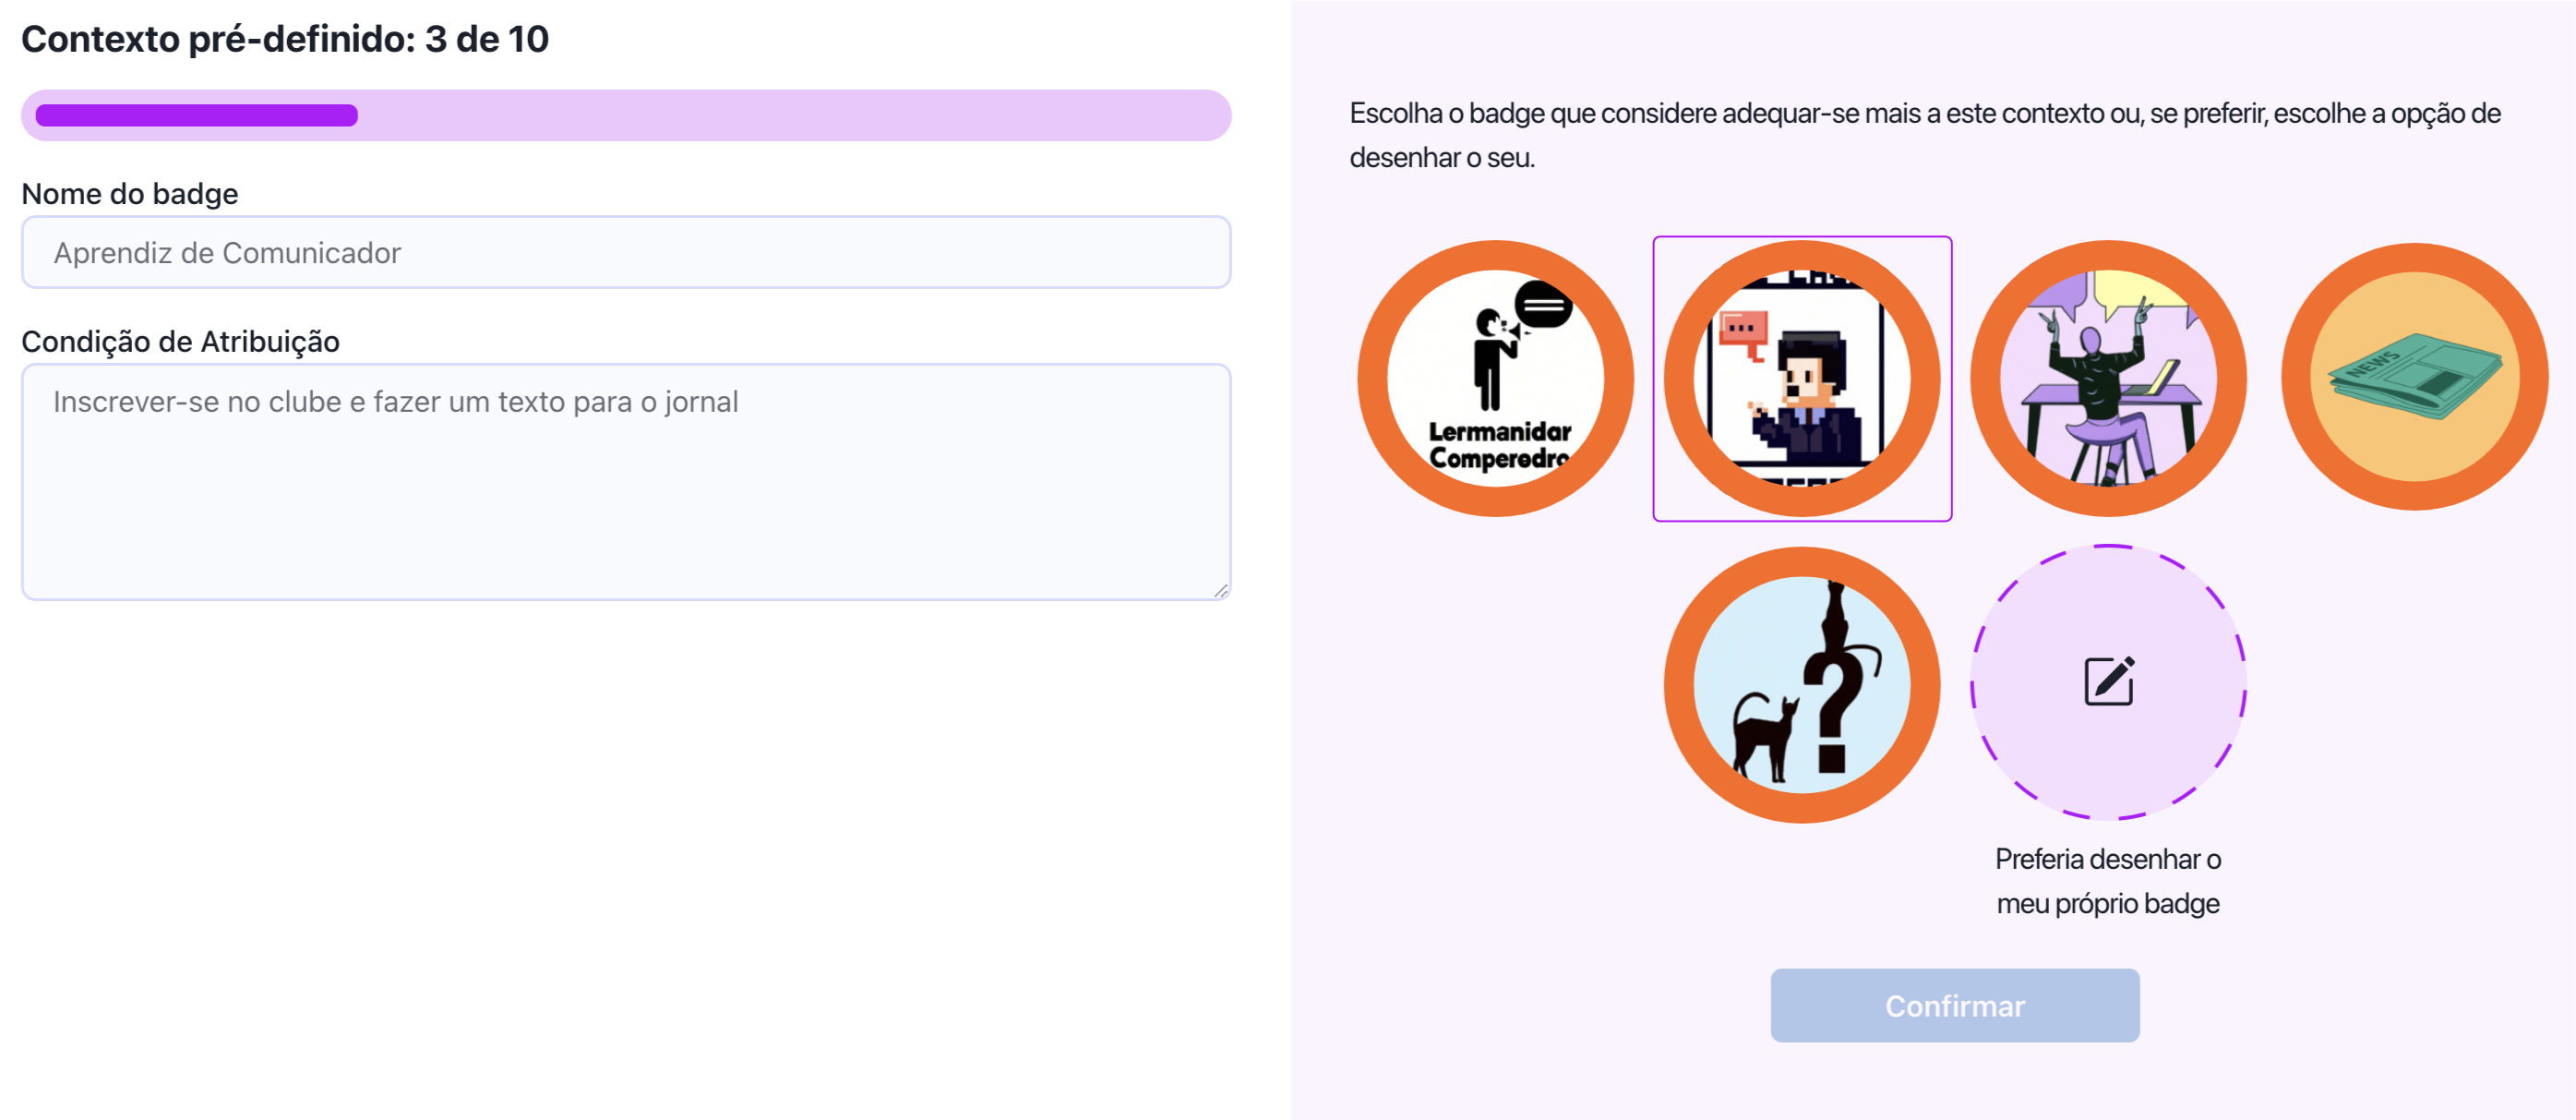 Contexto pré-definido: 3 de 10
Nome do badge
Aprendiz de Comunicador
Condição de Atribuição
Inscrever-se no clube e fazer um texto para o jornal
Escolha o badge que considere adequar-se mais a este contexto ou, se preferir, escolhe a opção de
desenhar o seu.
Lermanidar
Comperedro
NEWS
?
Preferia desenhar o
meu próprio badge
Confirmar